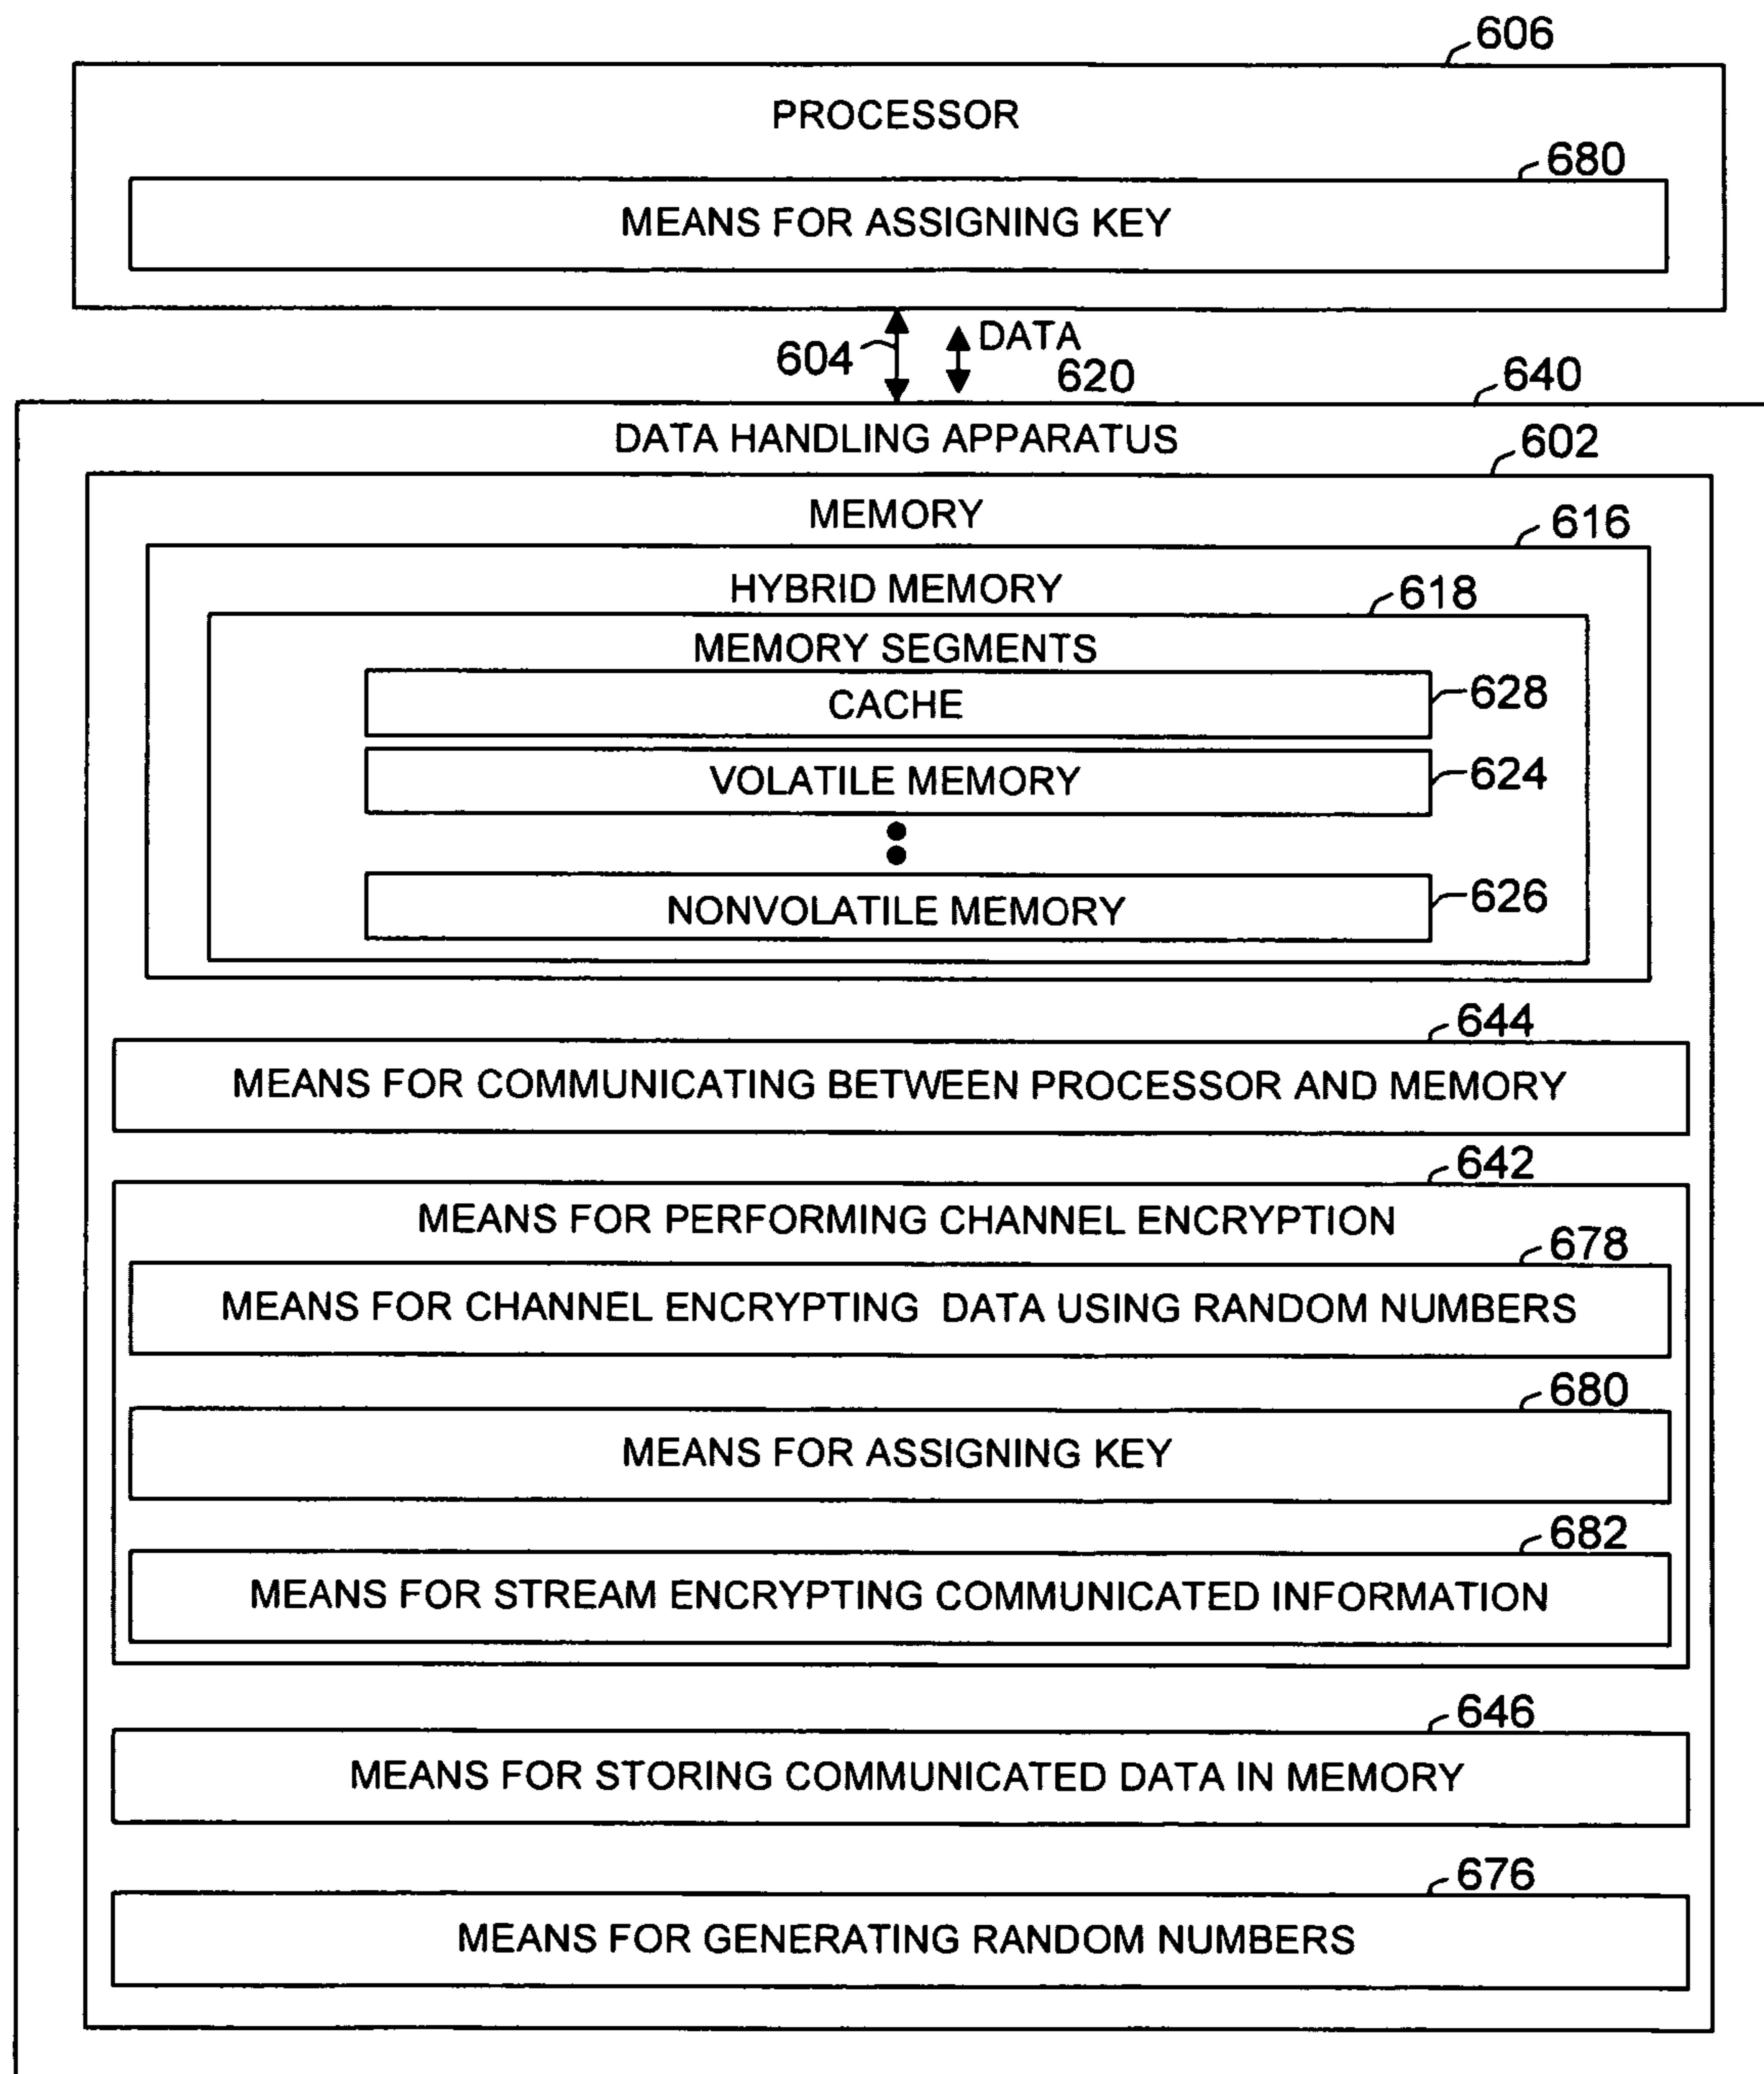 606
PROCESSOR
680
MEANS FOR ASSIGNING KEY
604
DATA
620
640
DATA HANDLING APPARATUS
602
MEMORY
616
HYBRID MEMORY
618
MEMORY SEGMENTS
CACHE
628
VOLATILE MEMORY
624
NONVOLATILE MEMORY
626
644
MEANS FOR COMMUNICATING BETWEEN PROCESSOR AND MEMORY
642
MEANS FOR PERFORMING CHANNEL ENCRYPTION
678
MEANS FOR CHANNEL ENCRYPTING DATA USING RANDOM NUMBERS
680
MEANS FOR ASSIGNING KEY
682
MEANS FOR STREAM ENCRYPTING COMMUNICATED INFORMATION
646
MEANS FOR STORING COMMUNICATED DATA IN MEMORY
676
MEANS FOR GENERATING RANDOM NUMBERS